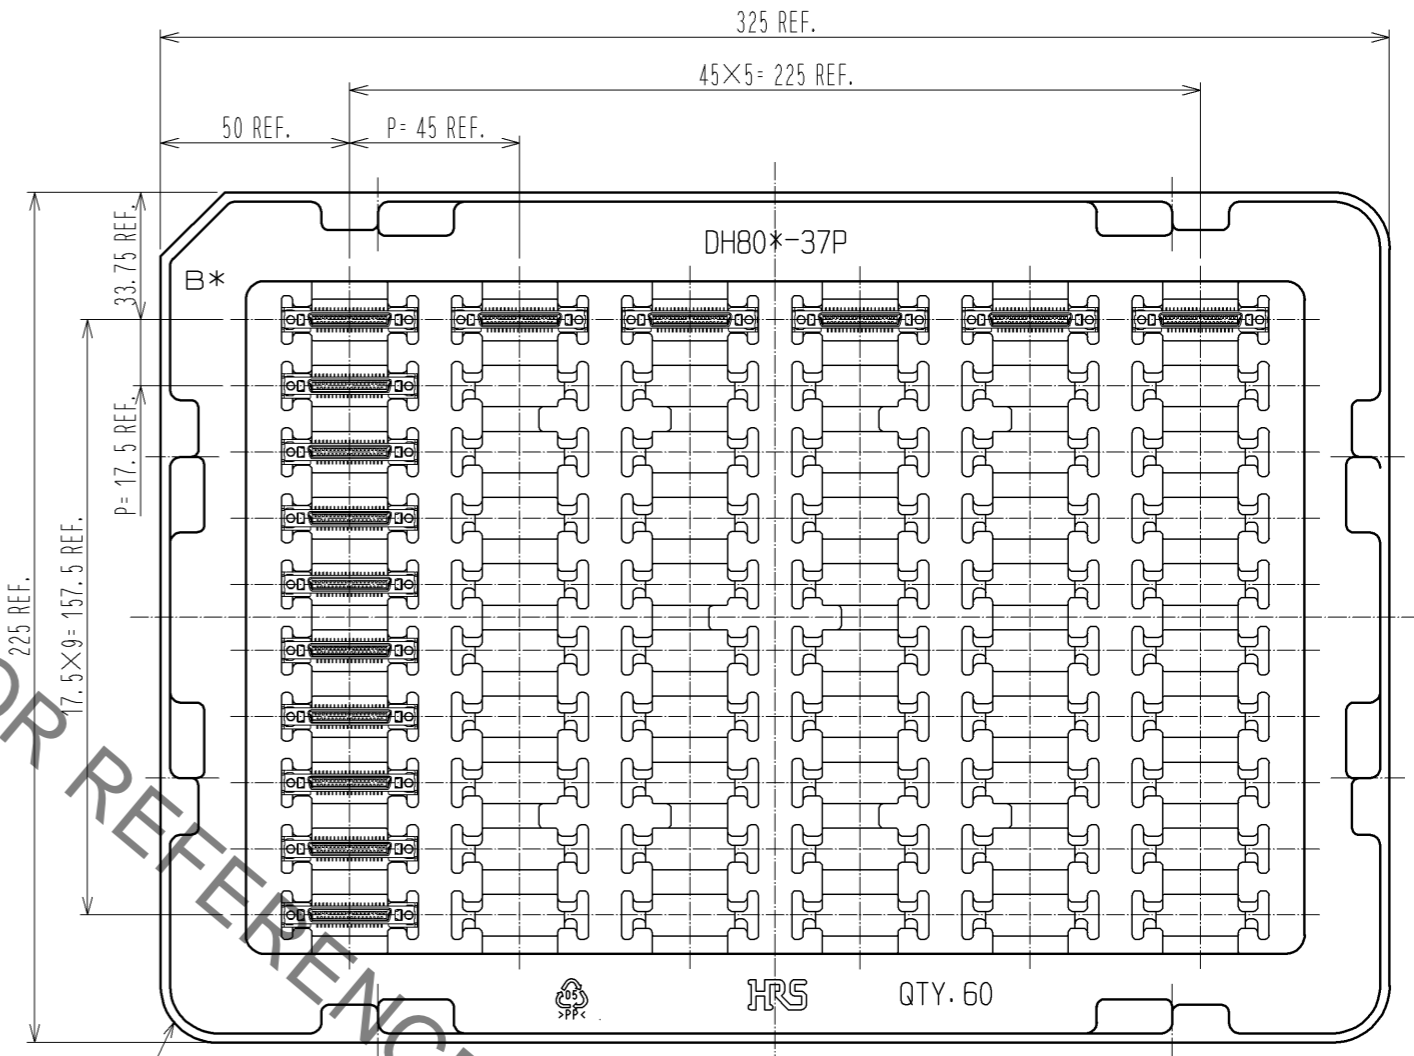 325 REF.
45×5= 225 REF.
50 REF.
P= 45 REF.
33.75 REF.
P= 17.5 REF.
17.5×9= 157.5 REF.
225 REF.
DH80*-37P
B*
05
>PP<
HRS
QTY. 60
OR REFERENC